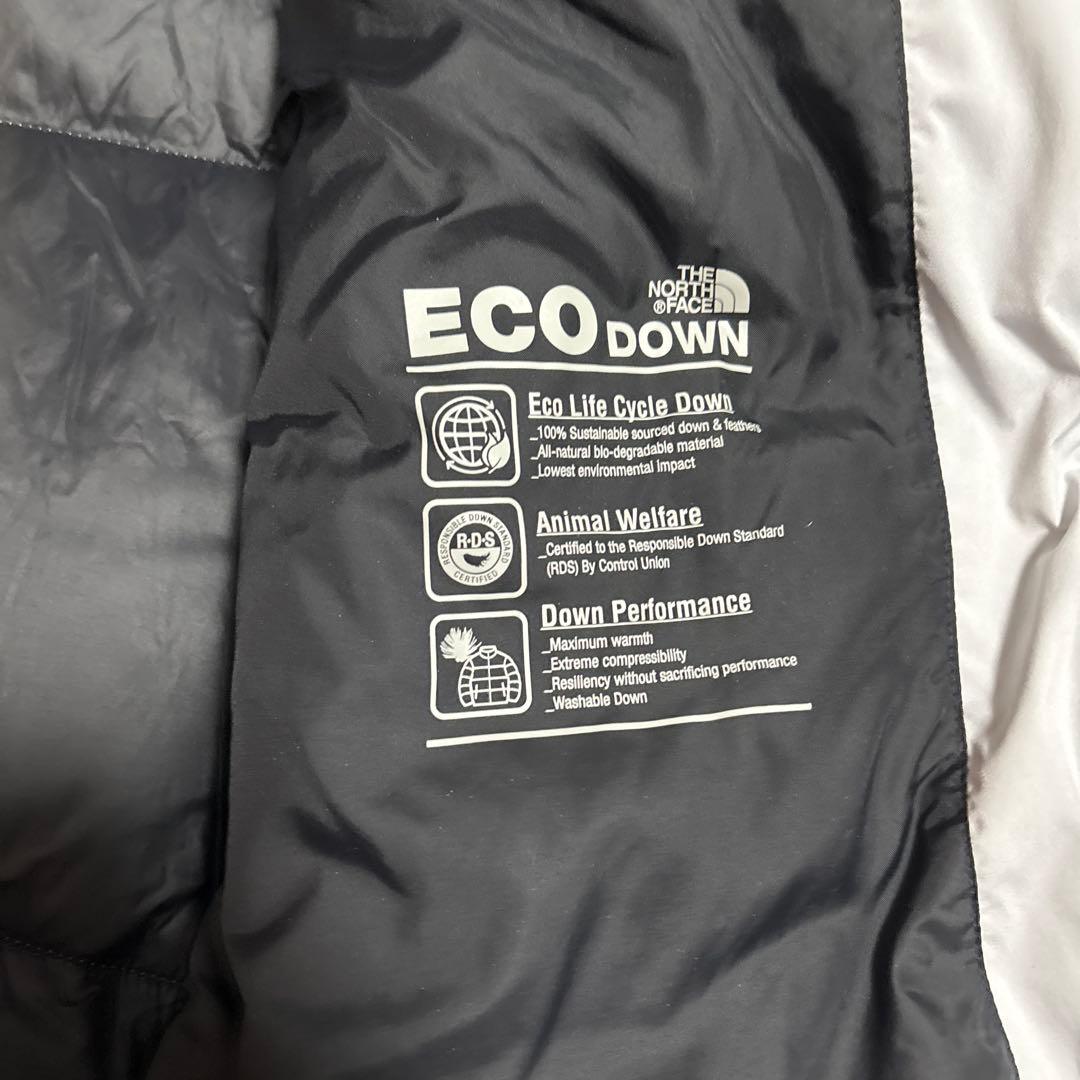 THE
NORTH
®FACE
ECO DOWN
Eco Life Cycle Down
_100% Sustainable sourced down & feathers
_All-natural bio-degradable material
_Lowest environmental impact
RESPONSIBLE DOWN STANDARD
R·D·S
CERTIFIED
Animal Welfare
_Certified to the Responsible Down Standard
(RDS) By Control Union
Down Performance
_Maximum warmth
_Extreme compressibility
_Resiliency without sacrificing performance
_Washable Down